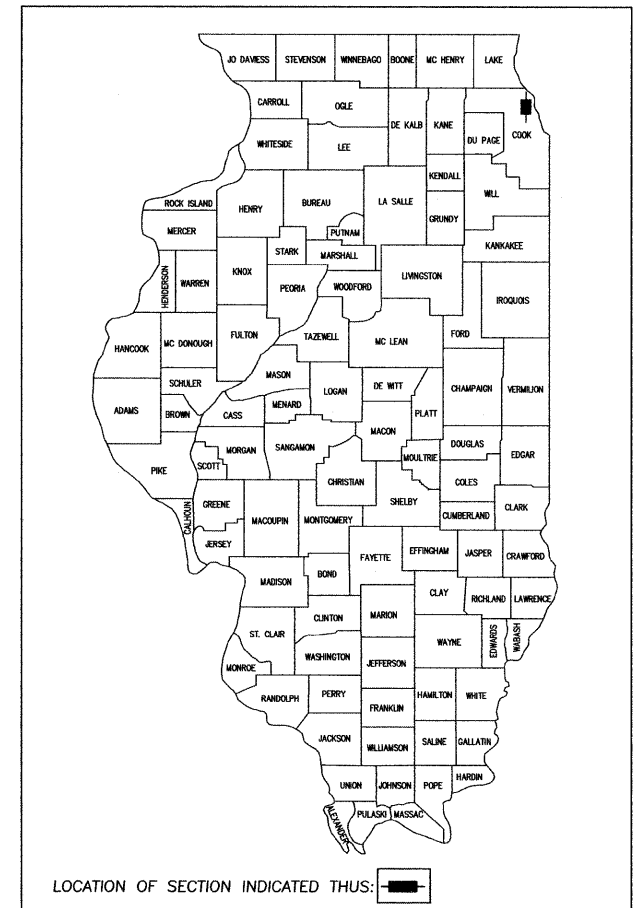 JO DAVIESS STEVENSON WINNEBAGO BOONE MC HENRY LAKE
CARROLL OGLE DE KALB KANE COOK
DU PAGE
WHITESIDE LEE
KENDALL
WILL
ROCK ISLAND HENRY BUREAU LA SALLE
GRUNDY
MERCER PUTNAM
STARK MARSHALL KANKAKEE
HENDERSON WARREN KNOX PEORIA WOODFORD LIVINGSTON
IROQUOIS
HANCOOK MC DONOUGH FULTON TAZEWELL MC LEAN FORD
MASON
SCHULER LOGAN DE WITT CHAMPAIGN VERMILION
ADAMS BROWN CASS MENARD PLATT
MACON
MORGAN SANGAMON DOUGLAS
PIKE SCOTT MOULTRIE EDGAR
CHRISTIAN COLES
GREENE SHELBY
CALHOUN MACOUPIN MONTGOMERY CUMBERLAND CLARK
JERSEY FAYETTE EFFINGHAM JASPER CRAWFORD
MADISON BOND
CLAY RICHLAND LAWRENCE
CLINTON MARION
ST. CLAIR WAYNE EDWARDS WABASH
WASHINGTON JEFFERSON
MONROE
RANDOLPH PERRY HAMILTON WHITE
FRANKLIN
JACKSON WILLIAMSON SALINE GALLATIN
UNION JOHNSON POPE HARDIN
ALEXANDER PULASKI MASSAC
LOCATION OF SECTION INDICATED THUS: